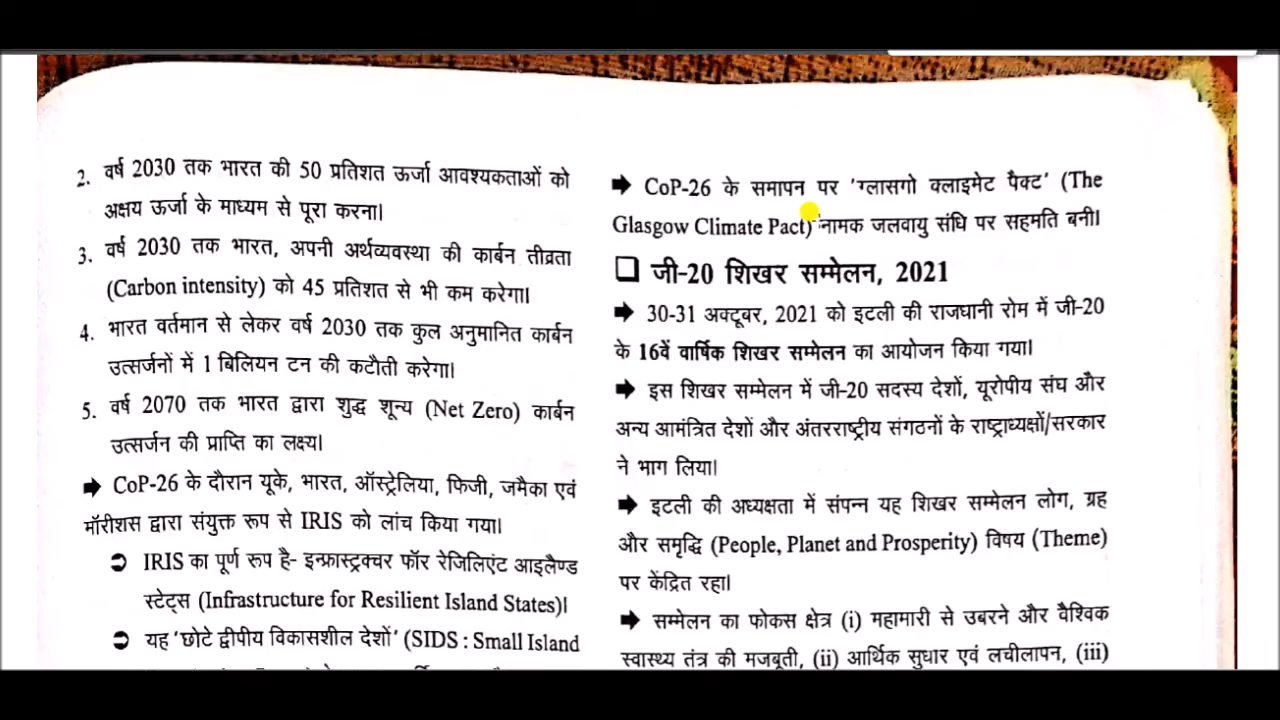 2. वर्ष 2030 तक भारत की 50 प्रतिशत ऊर्जा आवश्यकताओं को
अक्षय ऊर्जा के माध्यम से पूरा करना।
3. वर्ष 2030 तक भारत, अपनी अर्थव्यवस्था की कार्बन तीव्रता
(Carbon intensity) को 45 प्रतिशत से भी कम करेगा।
4. भारत वर्तमान से लेकर वर्ष 2030 तक कुल अनुमानित कार्बन
उत्सर्जनों में 1 बिलियन टन की कटौती करेगा।
5. वर्ष 2070 तक भारत द्वारा शुद्ध शून्य (Net Zero) कार्बन
उत्सर्जन की प्राप्ति का लक्ष्य।
➡ CoP-26 के दौरान यूके, भारत, ऑस्ट्रेलिया, फिजी, जमैका एवं
मॉरीशस द्वारा संयुक्त रूप से IRIS को लांच किया गया।
➲ IRIS का पूर्ण रूप है- इन्फ्रास्ट्रक्चर फॉर रेजिलिएंट आइलैण्ड
स्टेट्स (Infrastructure for Resilient Island States)।
➲ यह 'छोटे द्वीपीय विकासशील देशों' (SIDS : Small Island
➡ CoP-26 के समापन पर 'ग्लासगो क्लाइमेट पैक्ट' (The
Glasgow Climate Pact) नामक जलवायु संधि पर सहमति बनी।
❑ जी-20 शिखर सम्मेलन, 2021
➡ 30-31 अक्टूबर, 2021 को इटली की राजधानी रोम में जी-20
के 16वें वार्षिक शिखर सम्मेलन का आयोजन किया गया।
➡ इस शिखर सम्मेलन में जी-20 सदस्य देशों, यूरोपीय संघ और
अन्य आमंत्रित देशों और अंतरराष्ट्रीय संगठनों के राष्ट्राध्यक्षों/सरकार
ने भाग लिया।
➡ इटली की अध्यक्षता में संपन्न यह शिखर सम्मेलन लोग, ग्रह
और समृद्धि (People, Planet and Prosperity) विषय (Theme)
पर केंद्रित रहा।
➡ सम्मेलन का फोकस क्षेत्र (i) महामारी से उबरने और वैश्विक
स्वास्थ्य तंत्र की मजबूती, (ii) आर्थिक सुधार एवं लचीलापन, (iii)